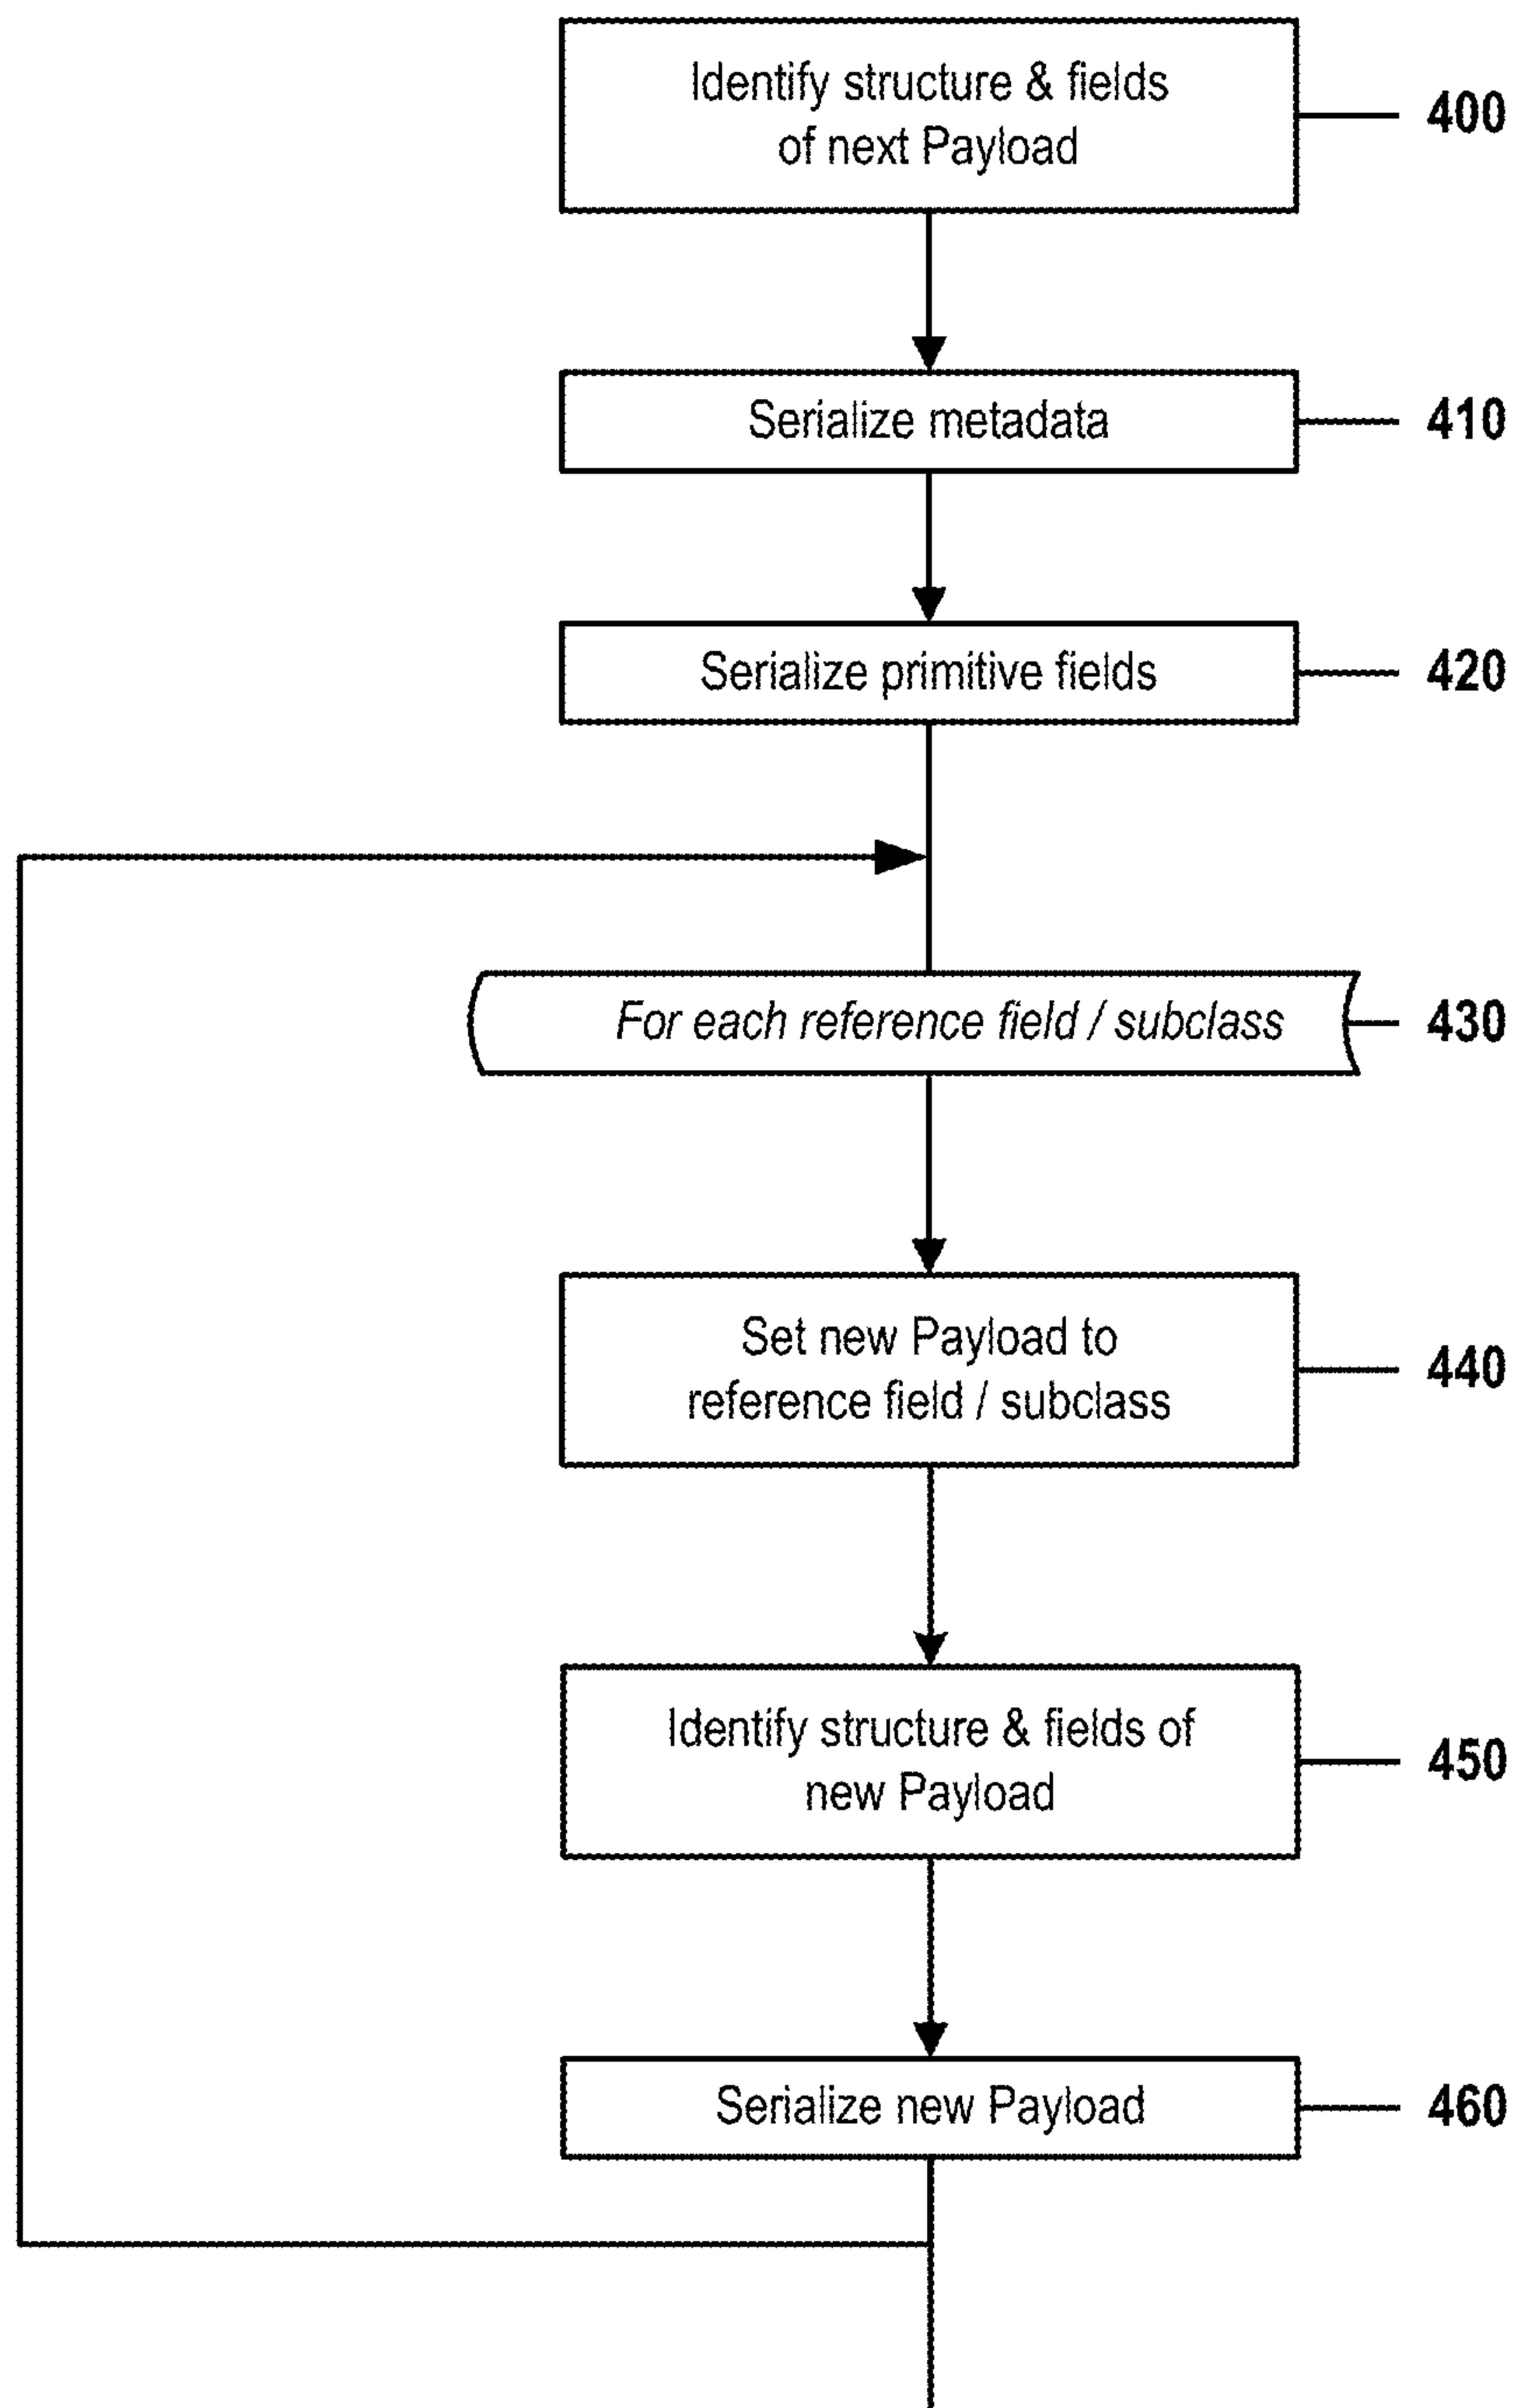 Identify structure & fields
of next Payload
400
Serialize metadata
410
Serialize primitive fields
420
For each reference field / subclass
430
Set new Payload to
reference field / subclass
440
Identify structure & fields of
new Payload
450
Serialize new Payload
460